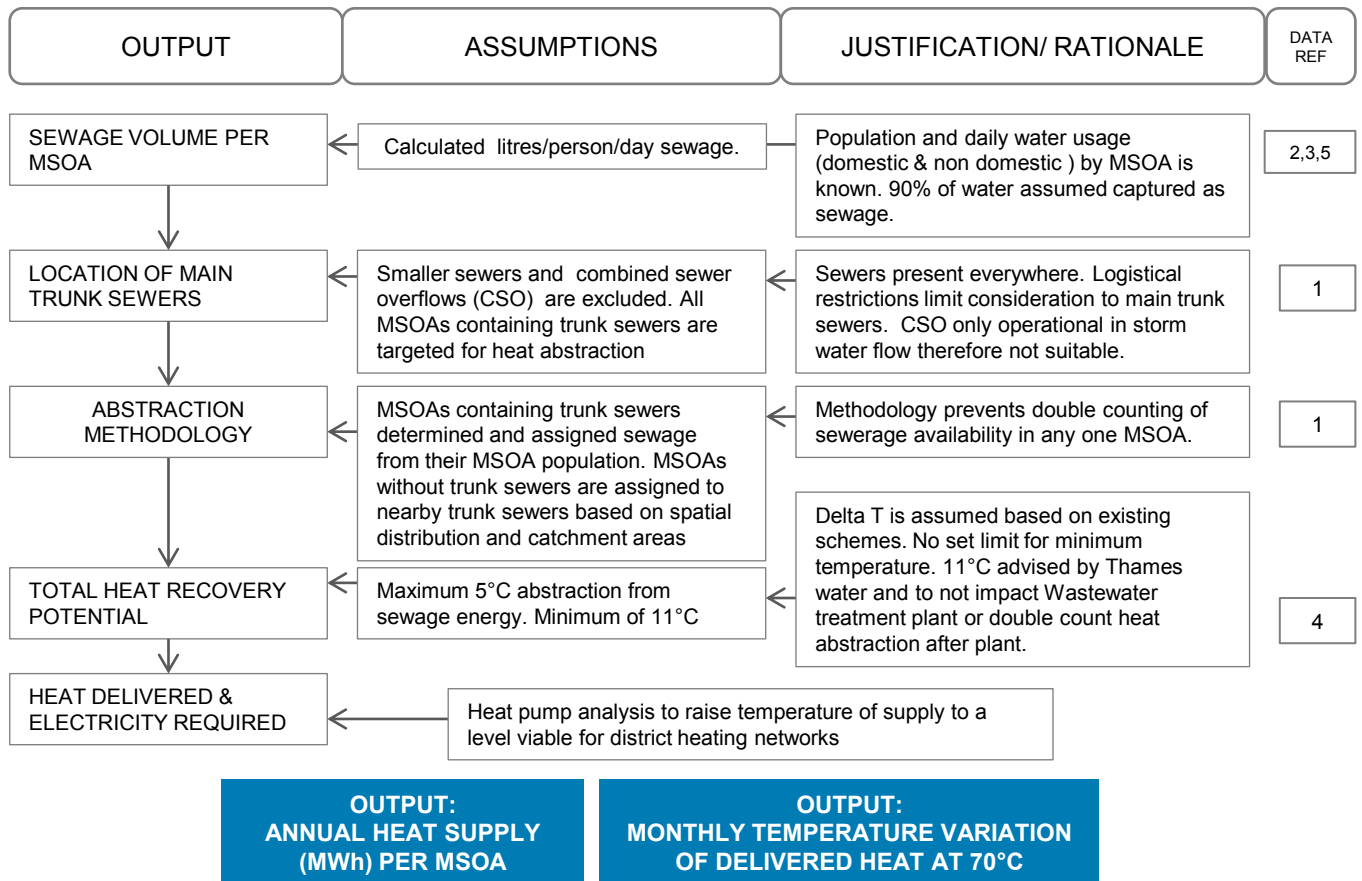 OUTPUT
ASSUMPTIONS
JUSTIFICATION/ RATIONALE
DATA
REF
SEWAGE VOLUME PER
MSOA
Calculated litres/person/day sewage.
Population and daily water usage
(domestic & non domestic ) by MSOA is
known. 90% of water assumed captured as
sewage.
2,3,5
LOCATION OF MAIN
TRUNK SEWERS
Smaller sewers and combined sewer
overflows (CSO) are excluded. All
MSOAs containing trunk sewers are
targeted for heat abstraction
Sewers present everywhere. Logistical
restrictions limit consideration to main trunk
sewers. CSO only operational in storm
water flow therefore not suitable.
1
ABSTRACTION
METHODOLOGY
MSOAs containing trunk sewers
determined and assigned sewage
from their MSOA population. MSOAs
without trunk sewers are assigned to
nearby trunk sewers based on spatial
distribution and catchment areas
Methodology prevents double counting of
sewerage availability in any one MSOA.
1
TOTAL HEAT RECOVERY
POTENTIAL
Maximum 5°C abstraction from
sewage energy. Minimum of 11°C
Delta T is assumed based on existing
schemes. No set limit for minimum
temperature. 11°C advised by Thames
water and to not impact Wastewater
treatment plant or double count heat
abstraction after plant.
4
HEAT DELIVERED &
ELECTRICITY REQUIRED
Heat pump analysis to raise temperature of supply to a
level viable for district heating networks
OUTPUT:
ANNUAL HEAT SUPPLY
(MWh) PER MSOA
OUTPUT:
MONTHLY TEMPERATURE VARIATION
OF DELIVERED HEAT AT 70°C